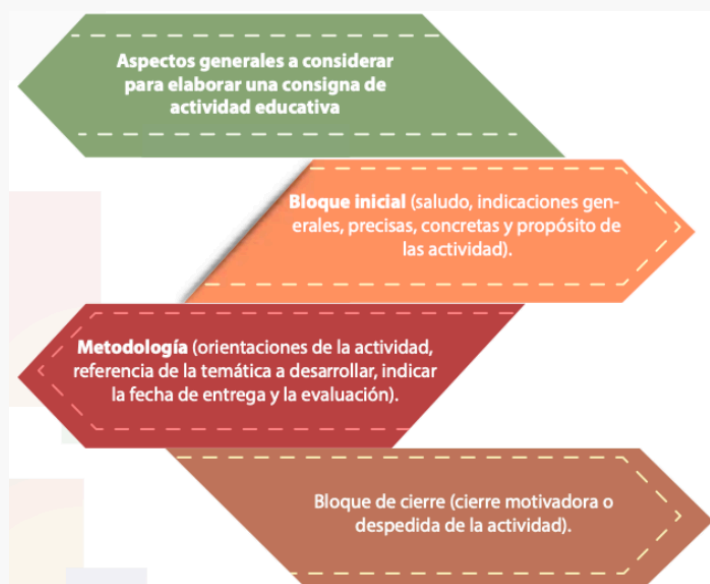 Aspectos generales a considerar
para elaborar una consigna de
actividad educativa
Bloque inicial (saludo, indicaciones gen-
erales, precisas, concretas y propósito de
las actividad).
Metodología (orientaciones de la actividad,
referencia de la temática a desarrollar, indicar
la fecha de entrega y la evaluación).
Bloque de cierre (cierre motivadora o
despedida de la actividad).